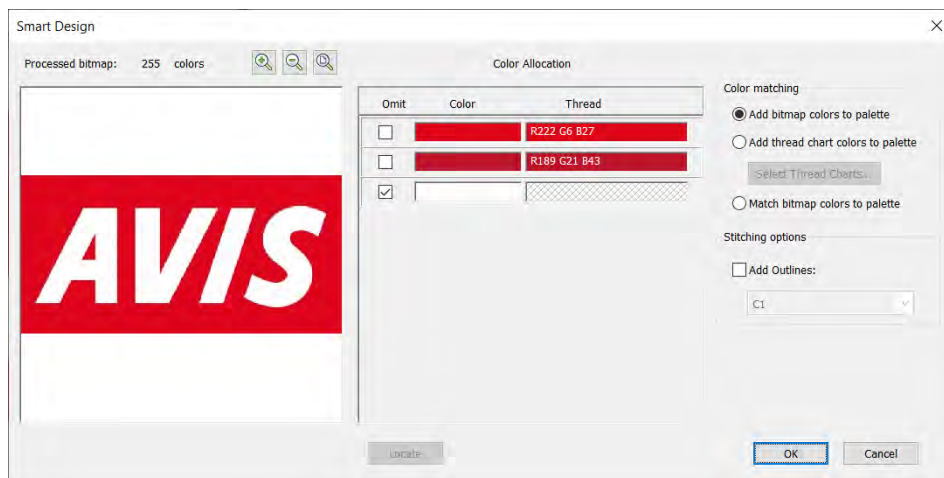 Smart Design
Processed bitmap: 255 colors
Color Allocation
Omit Color Thread
R222 G6 B27
R189 G21 B43
AVIS
Color matching
Add bitmap colors to palette
Add thread chart colors to palette
Select Thread Charts...
Match bitmap colors to palette
Stitching options
Add Outlines:
C1
Locate
OK Cancel